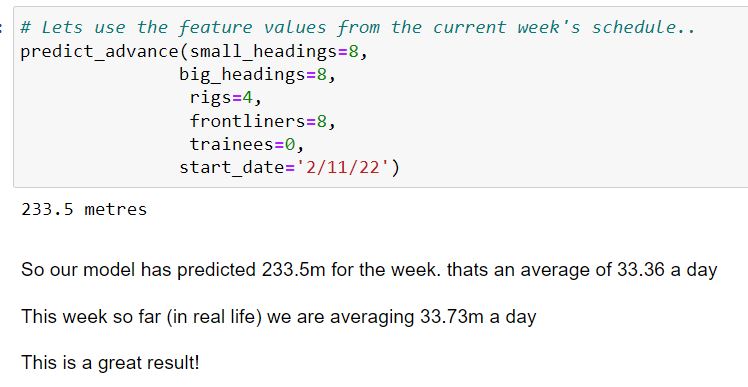 # Lets use the feature values from the current week's schedule..
predict_advance(small_headings=8,
big_headings=8,
rigs=4,
frontliners=8,
trainees=0,
start_date='2/11/22')
233.5 metres
So our model has predicted 233.5m for the week. thats an average of 33.36 a day
This week so far (in real life) we are averaging 33.73m a day
This is a great result!